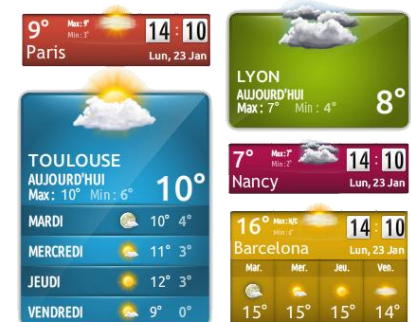 9° Max: 9° 14:10
Min: 3°
Paris Lun, 23 Jan
LYON
AUJOURD'HUI
Max: 7° Min: 4° 8°
TOULOUSE
AUJOURD'HUI
Max: 10° Min: 6° 10°
MARDI 10° 4°
MERCREDI 11° 3°
JEUDI 12° 3°
VENDREDI 9° 0°
7° Max: 7° 14:10
Min: 2°
Nancy Lun, 23 Jan
16° Max: N/C 14:10
Barcelona Lun, 23 Jan
Mar. Mer. Jeu. Ven.
15° 15° 15° 14°